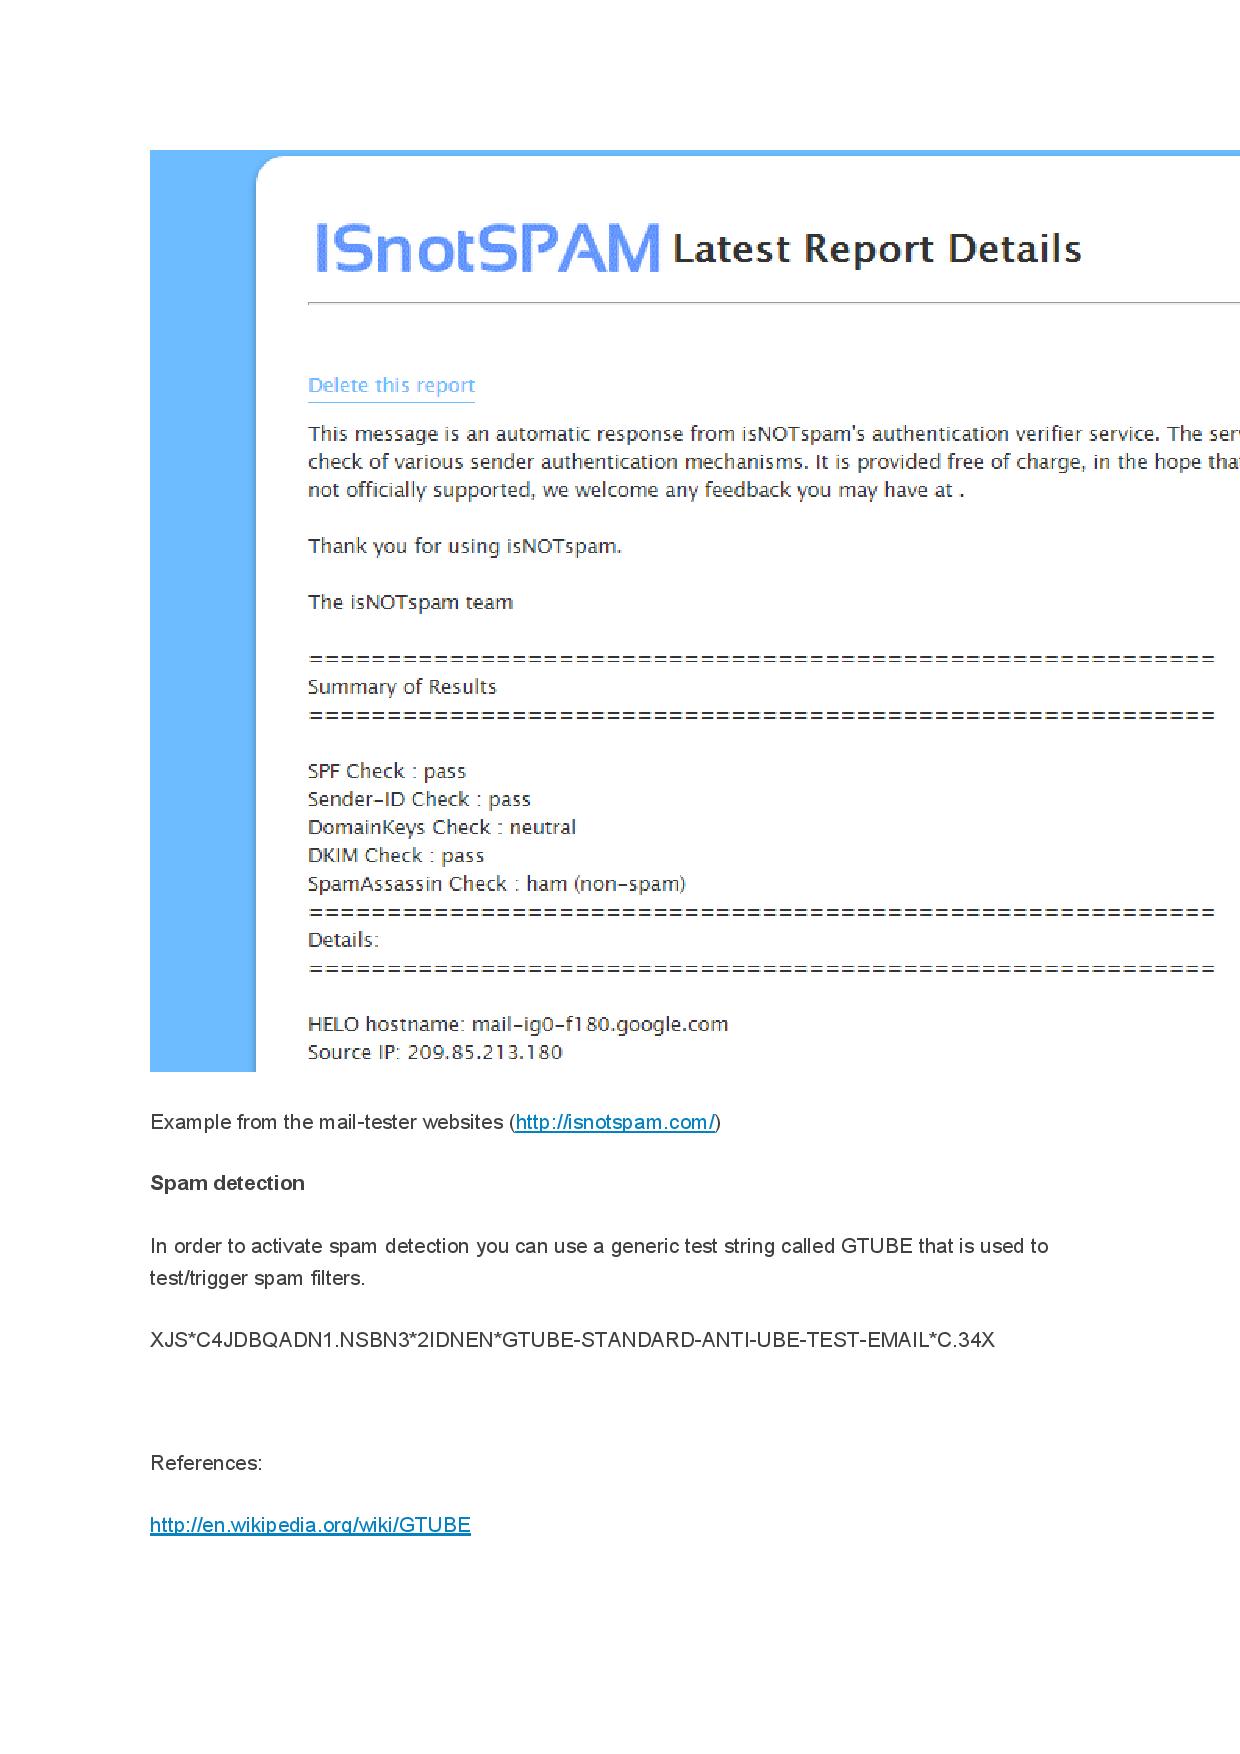 ISnotSPAM Latest Report Details
Delete this report
This message is an automatic response from isNOTspam's authentication verifier service. The
check of various sender authentication mechanisms. It is provided free of charge, in the hope
not officially supported, we welcome any feedback you may have at .
Thank you for using isNOTspam.
The isNOTspam team
==========================================================
Summary of Results
==========================================================
SPF Check : pass
Sender-ID Check : pass
DomainKeys Check : neutral
DKIM Check : pass
SpamAssassin Check : ham (non-spam)
==========================================================
Details:
==========================================================
HELO hostname: mail-ig0-f180.google.com
Source IP: 209.85.213.180
Example from the mail-tester websites (http://isnotspam.com/)
Spam detection
In order to activate spam detection you can use a generic test string called GTUBE that is used to
test/trigger spam filters.
XJS*C4JDBQADN1.NSBN3*2IDNEN*GTUBE-STANDARD-ANTI-UBE-TEST-EMAIL*C.34X
References:
http://en.wikipedia.org/wiki/GTUBE